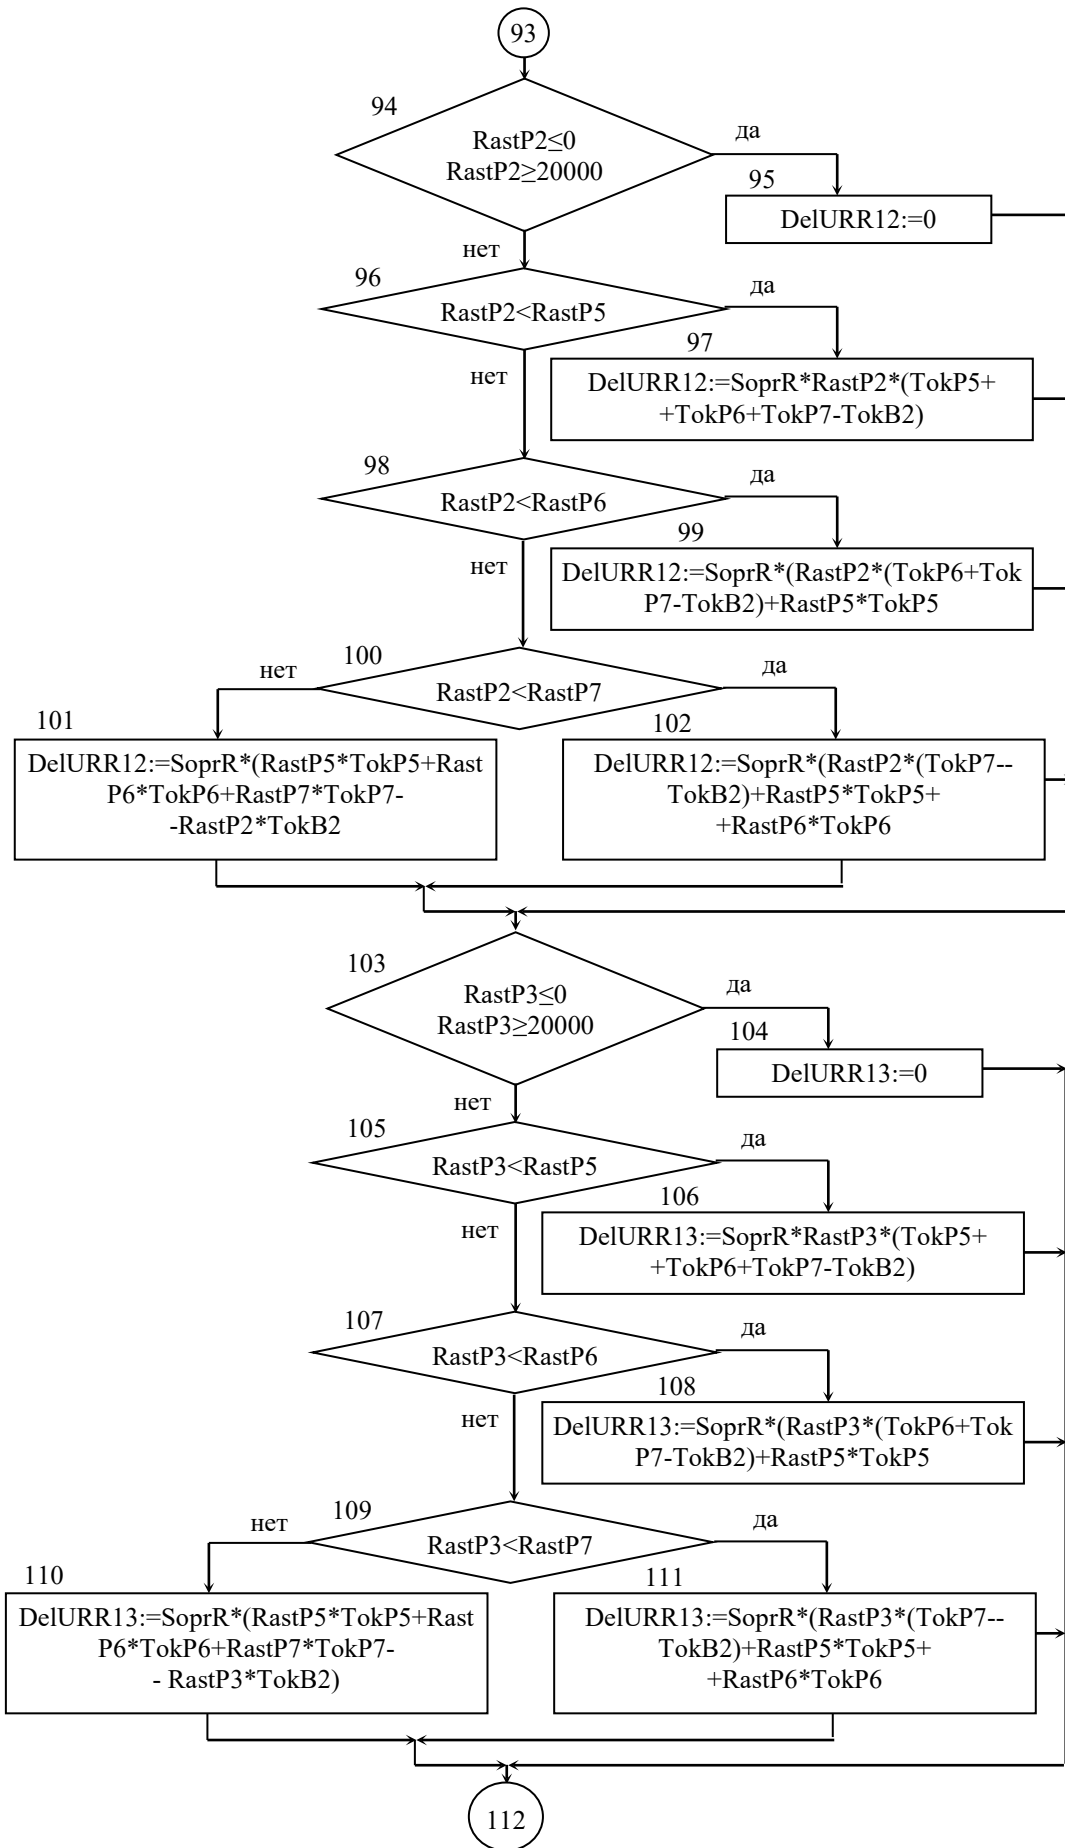 93
94
RastP2≤0
RastP2≥20000
да
95
DelURR12:=0
нет
96
RastP2<RastP5
да
97
DelURR12:=SoprR*RastP2*(TokP5+
+TokP6+TokP7-TokB2)
нет
98
RastP2<RastP6
да
99
DelURR12:=SoprR*(RastP2*(TokP6+Tok
P7-TokB2)+RastP5*TokP5
нет
100
RastP2<RastP7
нет
да
101
DelURR12:=SoprR*(RastP5*TokP5+Rast
P6*TokP6+RastP7*TokP7-
-RastP2*TokB2
102
DelURR12:=SoprR*(RastP2*(TokP7--
TokB2)+RastP5*TokP5+
+RastP6*TokP6
103
RastP3≤0
RastP3≥20000
да
104
DelURR13:=0
нет
105
RastP3<RastP5
да
106
DelURR13:=SoprR*RastP3*(TokP5+
+TokP6+TokP7-TokB2)
нет
107
RastP3<RastP6
да
108
DelURR13:=SoprR*(RastP3*(TokP6+Tok
P7-TokB2)+RastP5*TokP5
нет
109
RastP3<RastP7
нет
да
110
DelURR13:=SoprR*(RastP5*TokP5+Rast
P6*TokP6+RastP7*TokP7-
- RastP3*TokB2)
111
DelURR13:=SoprR*(RastP3*(TokP7--
TokB2)+RastP5*TokP5+
+RastP6*TokP6
112